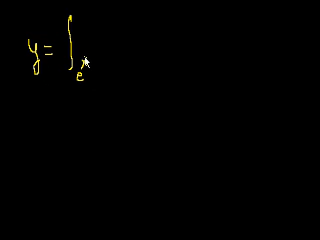 y = ∫ e